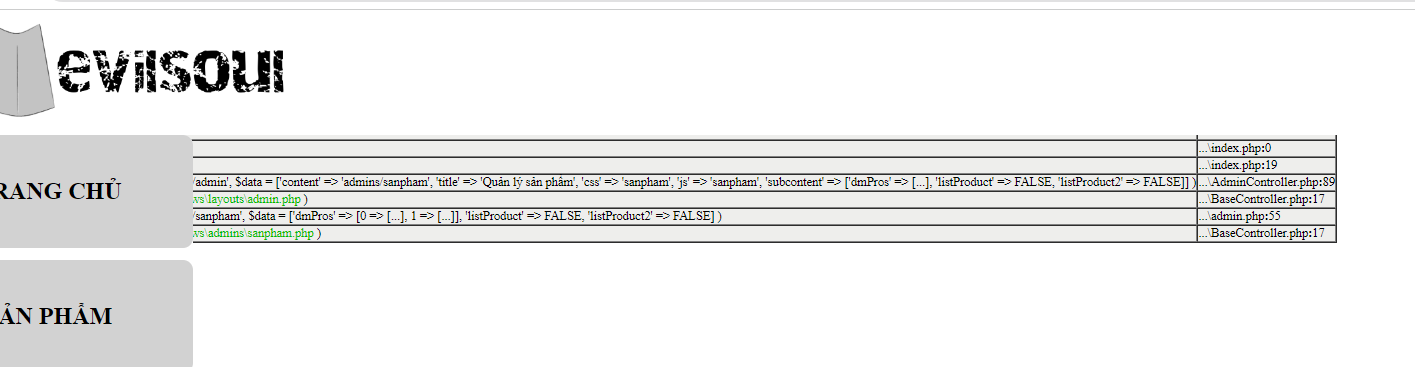 evilsoul
...\index.php:0
...\index.php:19
/admin', $data = ['content' => 'admins/sanpham', 'title' => 'Quản lý sản phẩm', 'css' => 'sanpham', 'js' => 'sanpham', 'subcontent' => ['dmPros' => [...], 'listProduct' => FALSE, 'listProduct2' => FALSE]] ) ...\AdminController.php:89
RANG CHỦ
ws\layouts\admin.php ) ...\BaseController.php:17
/sanpham', $data = ['dmPros' => [0 => [...], 1 => [...]], 'listProduct' => FALSE, 'listProduct2' => FALSE] ) ...\admin.php:55
ws\admins\sanpham.php ) ...\BaseController.php:17
ẢN PHẨM